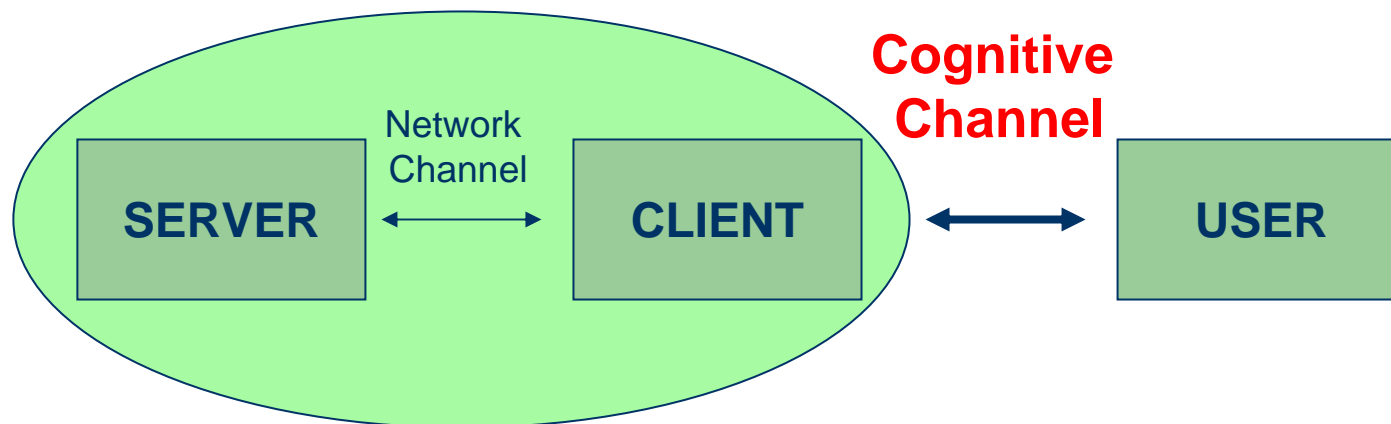 Cognitive
Channel
Network
Channel
SERVER
CLIENT
USER